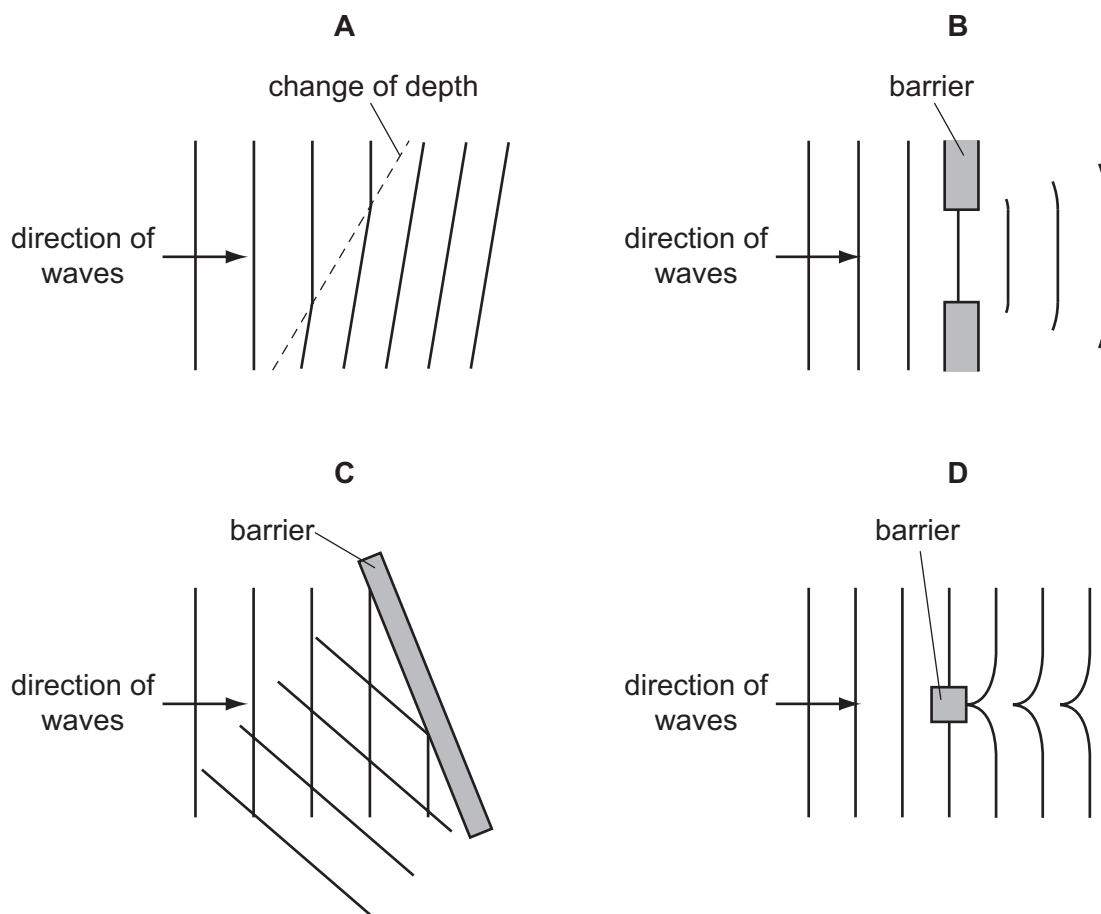 A
change of depth
direction of
waves
B
barrier
direction of
waves
C
barrier
direction of
waves
D
barrier
direction of
waves